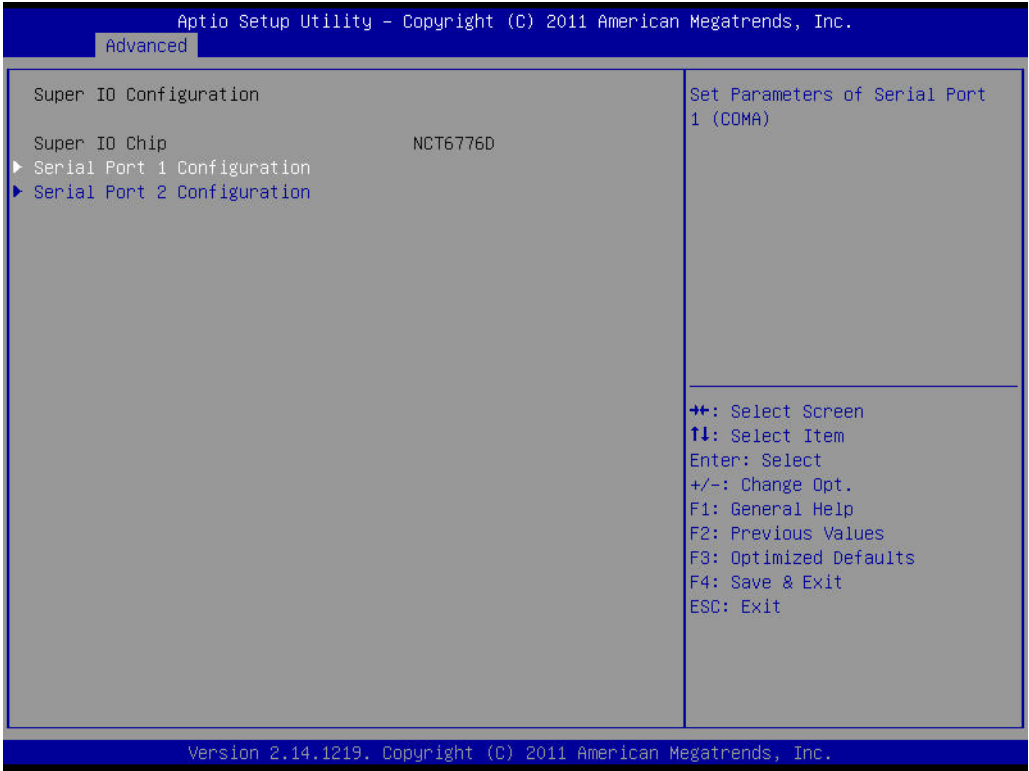 Aptio Setup Utility – Copyright (C) 2011 American Megatrends, Inc.
Advanced
Super IO Configuration
Super IO Chip NCT6776D
Serial Port 1 Configuration
Serial Port 2 Configuration
Set Parameters of Serial Port
1 (COMA)
→←: Select Screen
↑↓: Select Item
Enter: Select
+/-: Change Opt.
F1: General Help
F2: Previous Values
F3: Optimized Defaults
F4: Save & Exit
ESC: Exit
Version 2.14.1219. Copyright (C) 2011 American Megatrends, Inc.